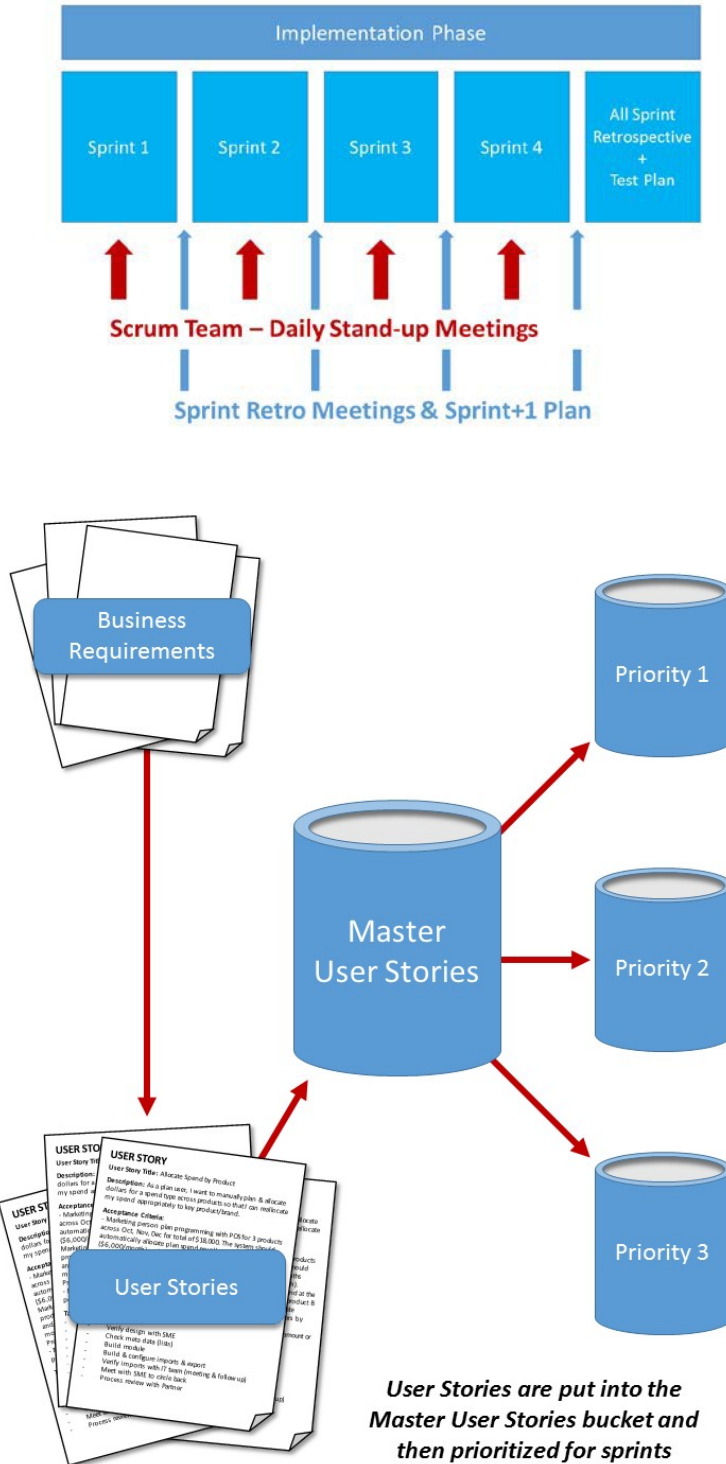 Implementation Phase
Sprint 1
Sprint 2
Sprint 3
Sprint 4
All Sprint
Retrospective
+
Test Plan
Scrum Team – Daily Stand-up Meetings
Sprint Retro Meetings & Sprint+1 Plan
Business
Requirements
Priority 1
Master
User Stories
Priority 2
Priority 3
USER STORY
User Story Title: Allocate Spend by Product
Description: As a plan user, I want to manually plan & allocate
dollars for a spend type across products so that I can reallocate
my spend appropriately to key product/brand.
Acceptance Criteria:
- Marketing person plan programming with POS for 3 products
across Oct, Nov, Dec for total of $18,000. The system should
automatically allocate plan spend
($6,000/month)
User Stories
Verify design with SME
- Check meta data (lists)
- Build module
- Build & configure imports & export
- Verify imports with IT team (meeting & follow up)
- Meet with SME to circle back
- Process review with Partner
User Stories are put into the
Master User Stories bucket and
then prioritized for sprints